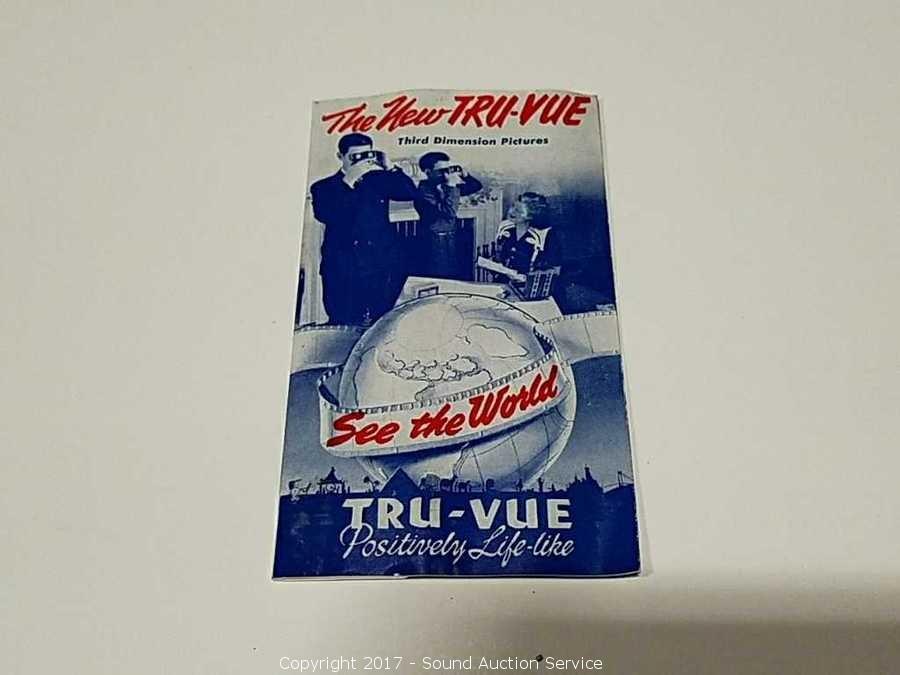 The New TRU-VUE
Third Dimension Pictures
See the World
TRU-VUE
Positively Life-like
Copyright 2017 - Sound Auction Service